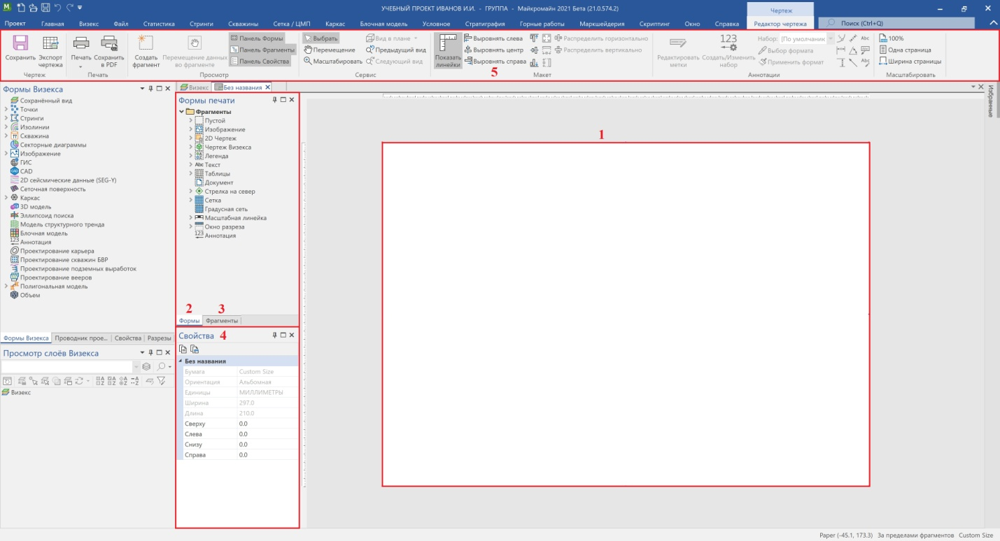 УЧЕБНЫЙ ПРОЕКТ ИВАНОВ И.И. - ГРУППА - Майкромайн 2021 Бета (21.0.574.2)
Чертеж
Проект Главная Визекс Файл Статистика Стринги Скважины Сетка / ЦМП Каркас Блочная модель Условное Стратиграфия Горные работы Маркшейдерия Скриптинг Окно Справка Редактор чертежа Поиск (Ctrl+Q)
Сохранить Экспорт чертежа
Чертеж
Печать Сохранить в PDF
Печать
Создать фрагмент Перемещение данных во фрагменте
Панель Формы
Панель Фрагменты
Панель Свойства
Просмотр
Выбрать Вид в плане
Перемещение Предыдущий вид
Масштабировать Следующий вид
Сервис
Показать линейки
Выровнять слева Распределить горизонтально
Выровнять центр Распределить вертикально
Выровнять справа
5
Макет
Редактировать метки
123
Создать/Изменить набор
Набор: [По умолчанию
Abc
Выбор формата
Применить формат
Abc
Аннотации
100%
Одна страница
Ширина страницы
Масштабировать
Формы Визекса
Сохранённый вид
Точки
Стринги
Изолинии
Скважина
Секторные диаграммы
Изображение
ГИС
CAD
2D сейсмические данные (SEG-Y)
Сеточная поверхность
Каркас
3D модель
Эллипсоид поиска
Модель структурного тренда
Блочная модель
123 Аннотация
Проектирование карьера
Проектирование скважин БВР
Проектирование подземных выработок
Проектирование вееров
Полигональная модель
Объем
Формы Визекса Проводник прое... Свойства Разрезы
Просмотр слоёв Визекса
Визекс
Визекс Без названия
Формы печати
Фрагменты
Пустой
Изображение
2D Чертеж
Чертеж Визекса
Легенда
Abc Текст
Таблицы
Документ
Стрелка на север
Сетка
Градусная сеть
Масштабная линейка
Окно разреза
123 Аннотация
2 3
Формы Фрагменты
Свойства 4
Без названия
Бумага Custom Size
Ориентация Альбомная
Единицы МИЛЛИМЕТРЫ
Ширина 297.0
Длина 210.0
Сверху 0.0
Слева 0.0
Снизу 0.0
Справа 0.0
1
Избранные
Paper (-45.1, 173.3) За пределами фрагментов Custom Size